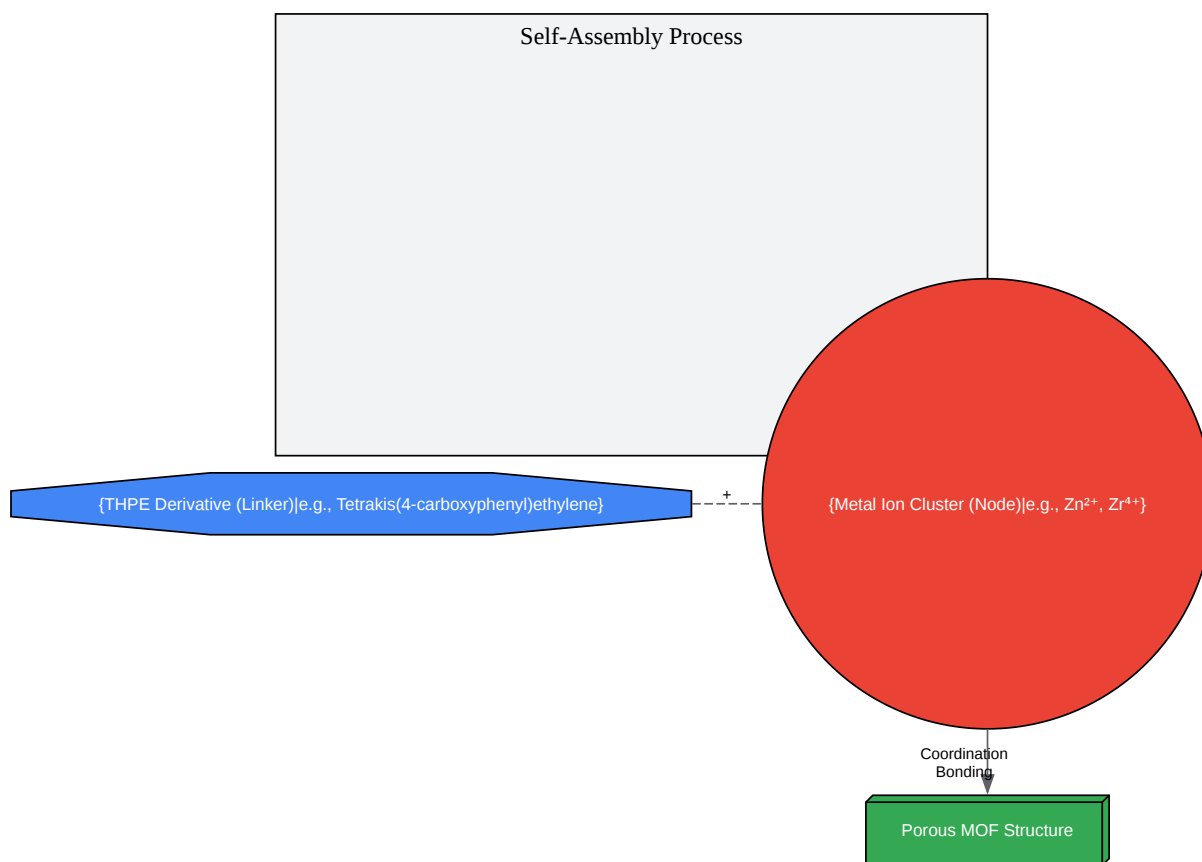 Self-Assembly Process
{THPE Derivative (Linker)|e.g., Tetrakis(4-carboxyphenyl)ethylene}
+
{Metal Ion Cluster (Node)|e.g., Zn²⁺, Zr⁴⁺}
Coordination
Bonding
Porous MOF Structure